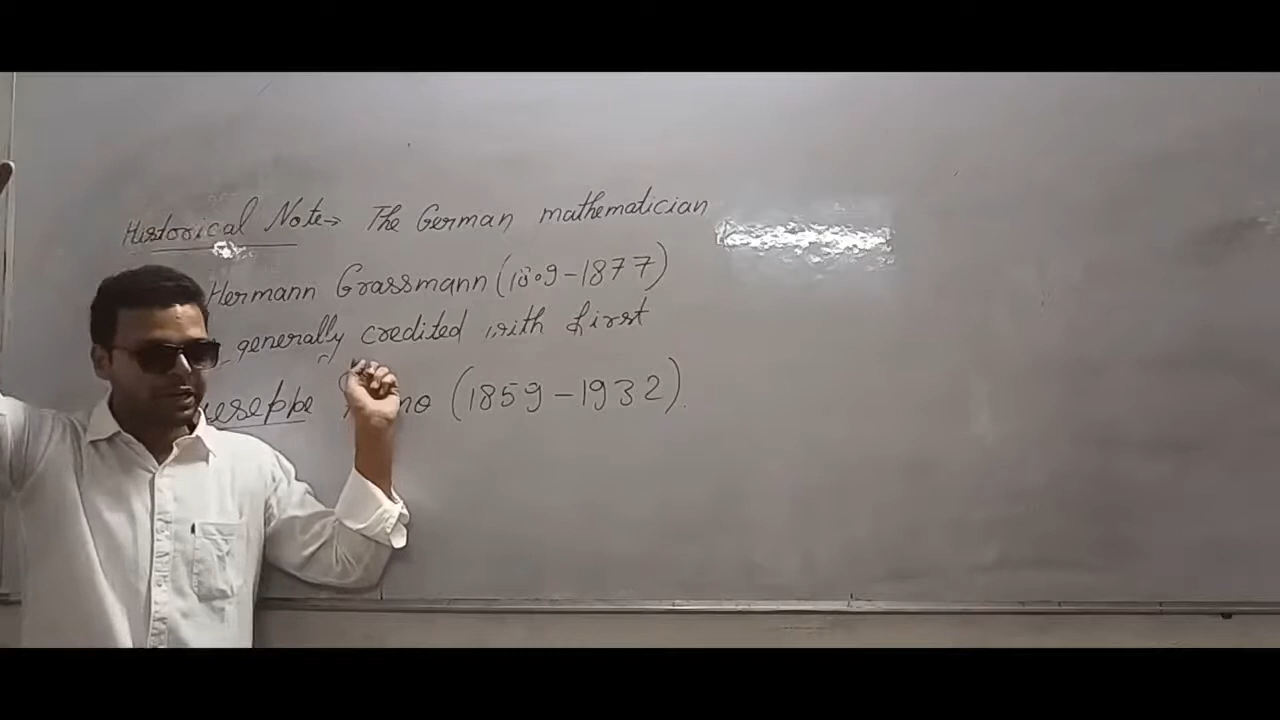 Historical Note → The German mathematician
Hermann Grassmann (1809-1877)
generally credited with first
(1859-1932).